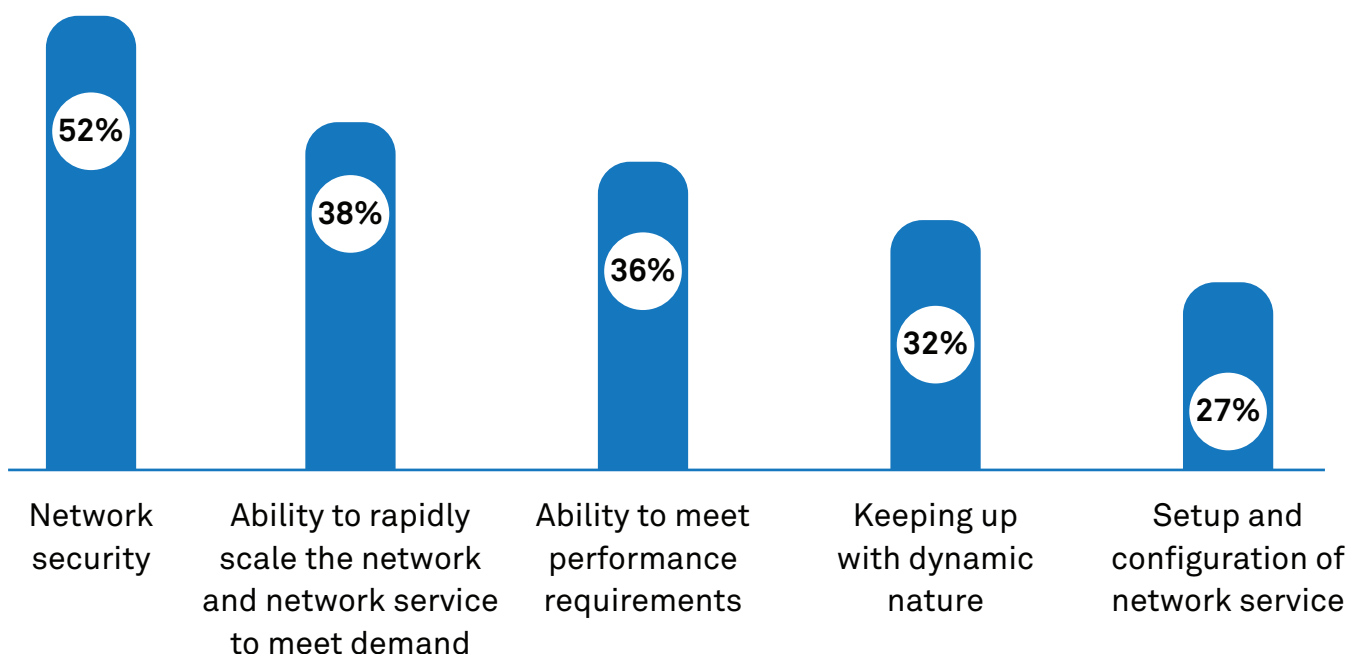 52%
38%
36%
32%
27%
Network
security
Ability to rapidly
scale the network
and network service
to meet demand
Ability to meet
performance
requirements
Keeping up
with dynamic
nature
Setup and
configuration of
network service